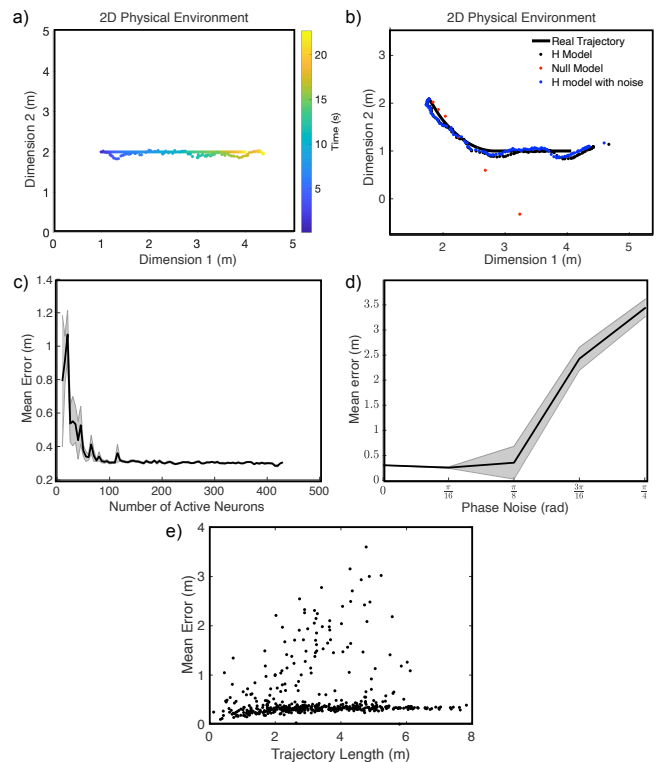 a)
2D Physical Environment
5
4
3
2
1
0
0
1
2
3
4
5
Dimension 2 (m)
Dimension 1 (m)
20
15
10
5
Time (s)
b)
2D Physical Environment
Real Trajectory
H Model
Null Model
H model with noise
3
2
1
0
2
3
4
5
Dimension 2 (m)
Dimension 1 (m)
c)
1.4
1.2
1
0.8
0.6
0.4
0.2
0
100
200
300
400
500
Mean Error (m)
Number of Active Neurons
d)
3.5
3
2.5
2
1.5
1
0.5
0
0
π/16
π/8
3π/16
π/4
Mean error (m)
Phase Noise (rad)
e)
4
3
2
1
0
0
2
4
6
8
Mean Error (m)
Trajectory Length (m)